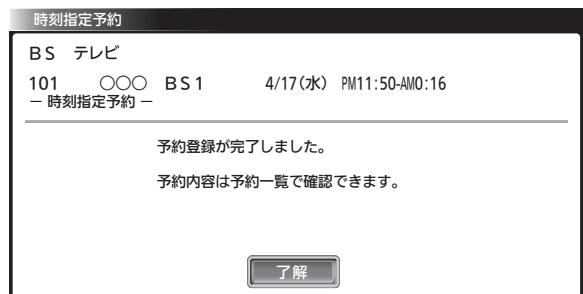 時刻指定予約
BS テレビ
101 ○○○ BS1 4/17(水) PM11:50-AM0:16
― 時刻指定予約 ―
予約登録が完了しました。
予約内容は予約一覧で確認できます。
了解